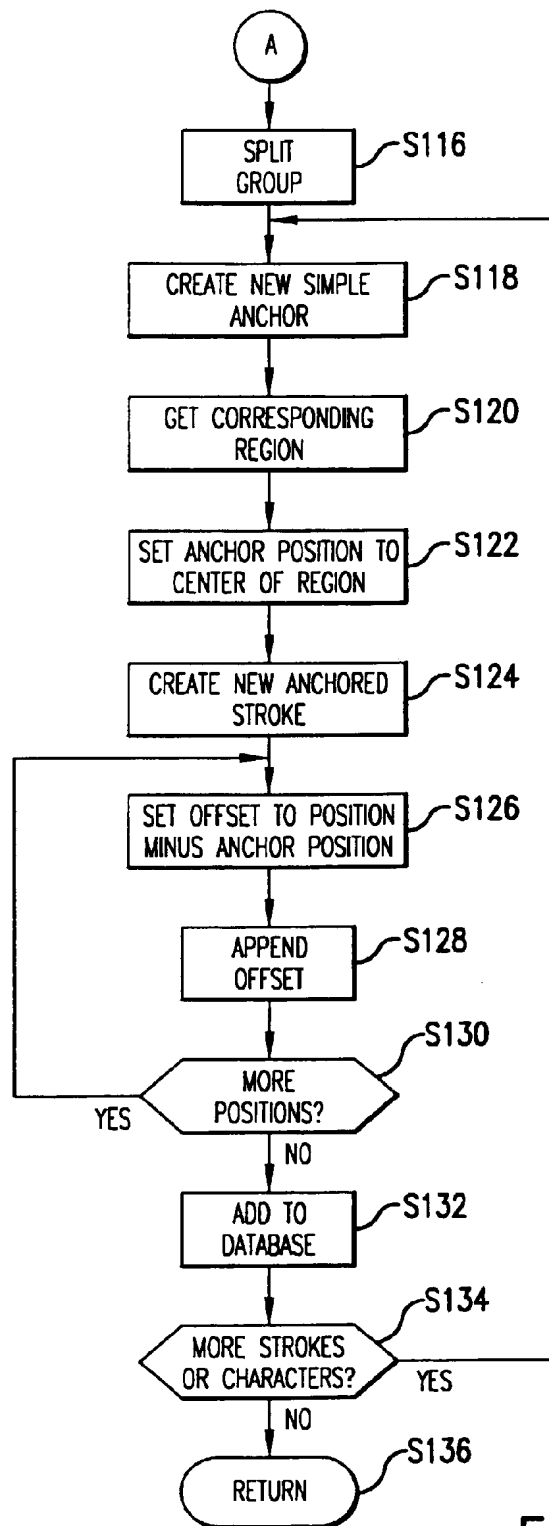 A
SPLIT
GROUP
S116
CREATE NEW SIMPLE
ANCHOR
S118
GET CORRESPONDING
REGION
S120
SET ANCHOR POSITION TO
CENTER OF REGION
S122
CREATE NEW ANCHORED
STROKE
S124
SET OFFSET TO POSITION
MINUS ANCHOR POSITION
S126
APPEND
OFFSET
S128
MORE
POSITIONS?
S130
YES
NO
ADD TO
DATABASE
S132
MORE STROKES
OR CHARACTERS?
S134
YES
NO
RETURN
S136